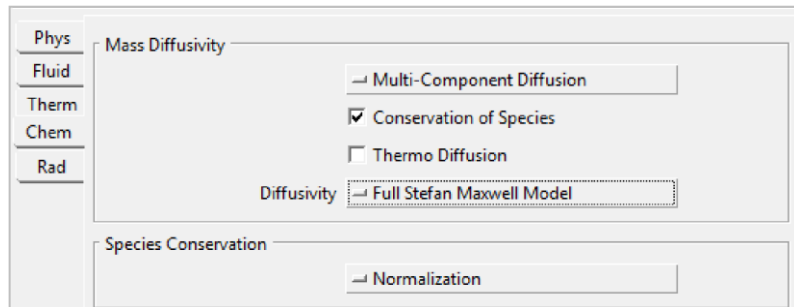 Phys
Fluid
Therm
Chem
Rad
Mass Diffusivity
Multi-Component Diffusion
Conservation of Species
Thermo Diffusion
Diffusivity Full Stefan Maxwell Model
Species Conservation
Normalization